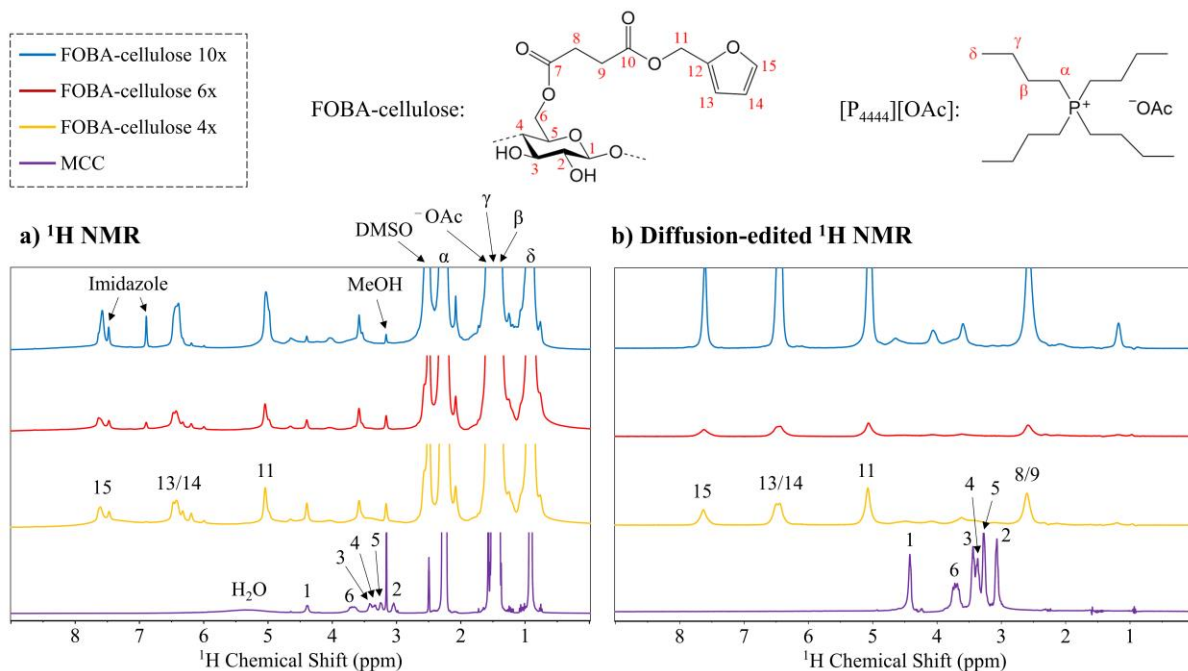 FOBA-cellulose 10x
FOBA-cellulose 6x
FOBA-cellulose 4x
MCC
FOBA-cellulose:
O
8
11
O
7
9
10
O
12
15
O
O
13
14
6
4
5
O
1
O
HO
3
2
OH
[P₄₄₄₄][OAc]:
δ
γ
α
β
P⁺
⁻OAc
a) ¹H NMR
DMSO
⁻OAc
γ
β
α
δ
Imidazole
MeOH
15
13/14
11
H₂O
1
6
3
4
5
2
8
7
6
5
4
3
2
1
0
¹H Chemical Shift (ppm)
b) Diffusion-edited ¹H NMR
15
13/14
11
8/9
1
6
3
4
5
2
8
7
6
5
4
3
2
1
0
¹H Chemical Shift (ppm)